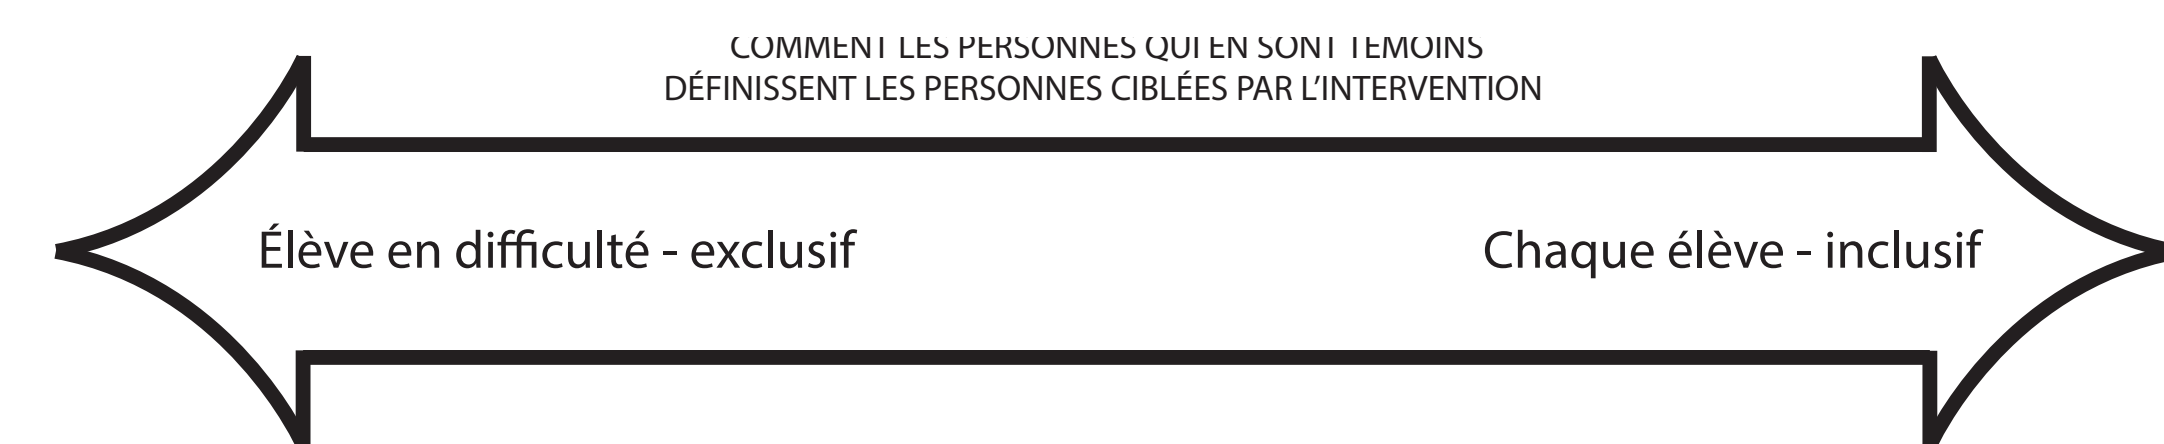 COMMENT LES PERSONNES QUI EN SONT TÉMOINS
DÉFINISSENT LES PERSONNES CIBLÉES PAR L’INTERVENTION
Élève en difficulté - exclusif
Chaque élève - inclusif